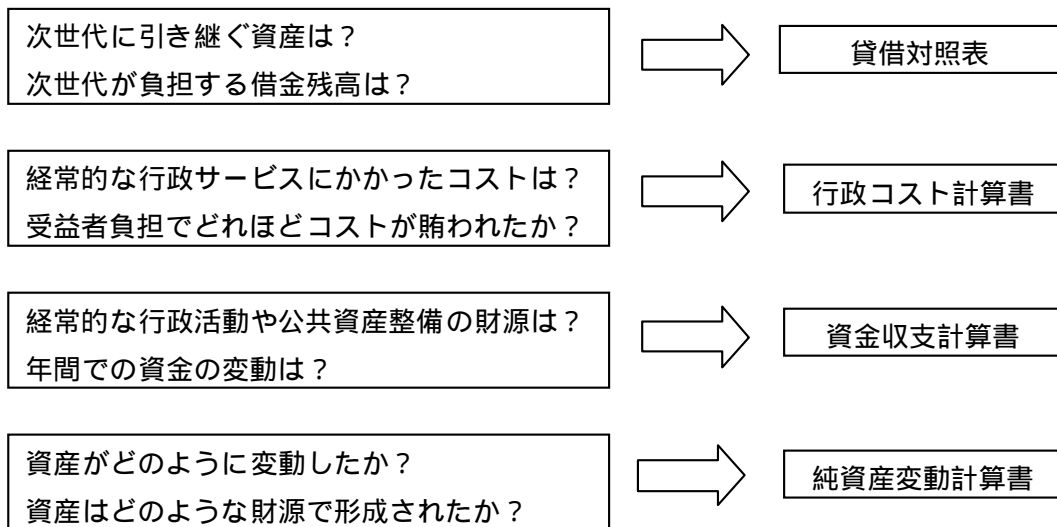 次世代に引き継ぐ資産は？
次世代が負担する借金残高は？
貸借対照表
経常的な行政サービスにかかったコストは？
受益者負担でどれほどコストが賄われたか？
行政コスト計算書
経常的な行政活動や公共資産整備の財源は？
年間での資金の変動は？
資金収支計算書
資産がどのように変動したか？
資産はどのような財源で形成されたか？
純資産変動計算書